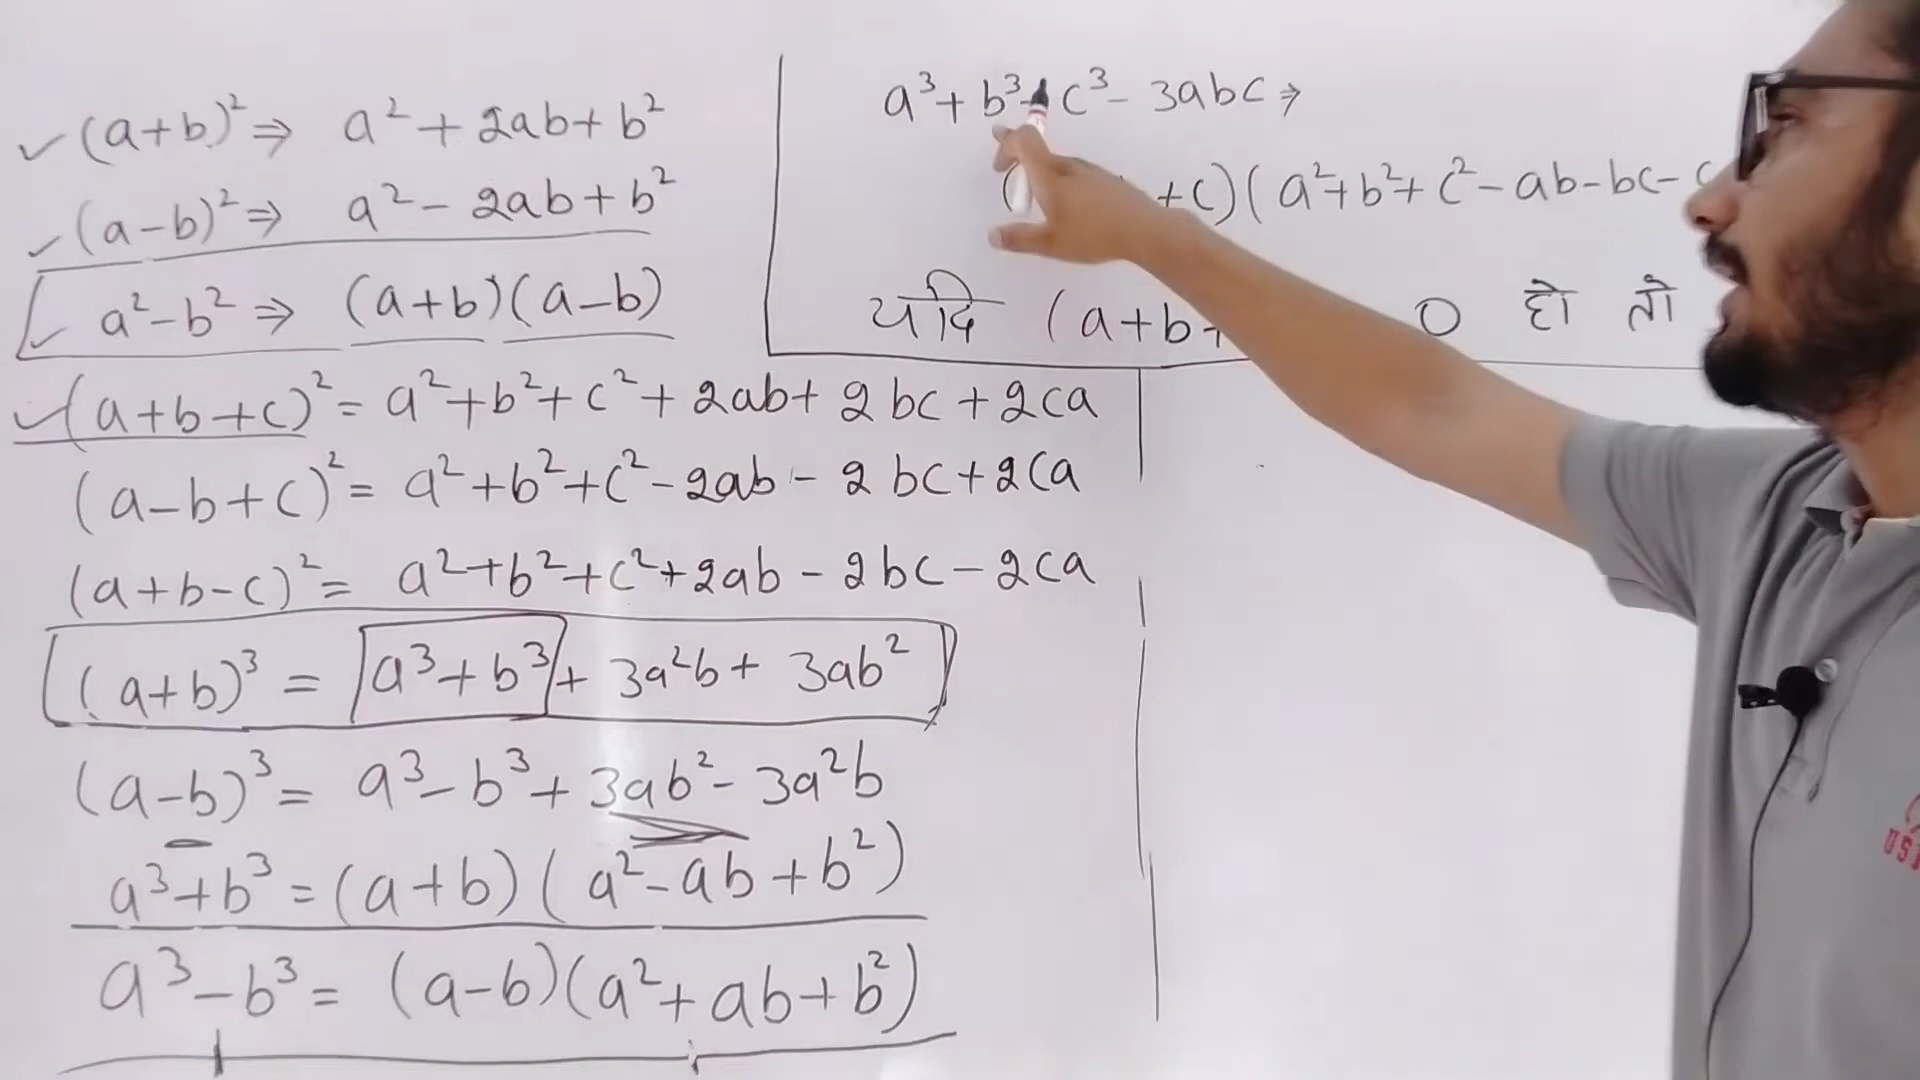 (a+b)² ⇒ a² + 2ab + b²
(a-b)² ⇒ a² - 2ab + b²
a² - b² ⇒ (a+b)(a-b)
(a+b+c)² = a² + b² + c² + 2ab + 2bc + 2ca
(a-b+c)² = a² + b² + c² - 2ab - 2bc + 2ca
(a+b-c)² = a² + b² + c² + 2ab - 2bc - 2ca
(a+b)³ = a³ + b³ + 3a²b + 3ab²
(a-b)³ = a³ - b³ + 3ab² - 3a²b
a³ + b³ = (a+b)(a² - ab + b²)
a³ - b³ = (a-b)(a² + ab + b²)
a³ + b³ c³ - 3abc ⇒
( +c)(a² + b² + c² - ab - bc -
यदि (a+b+ 0 हो तो